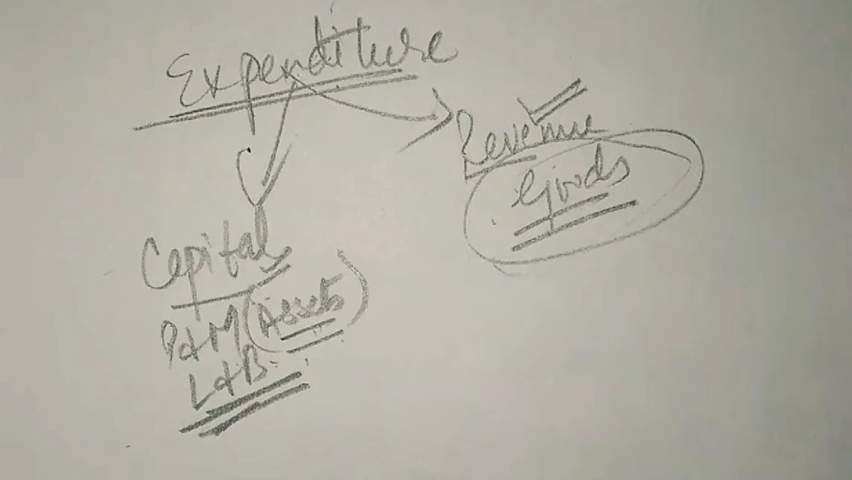 Expenditure
Revenue
Goods
Capital
P&M (Assets)
L&B.